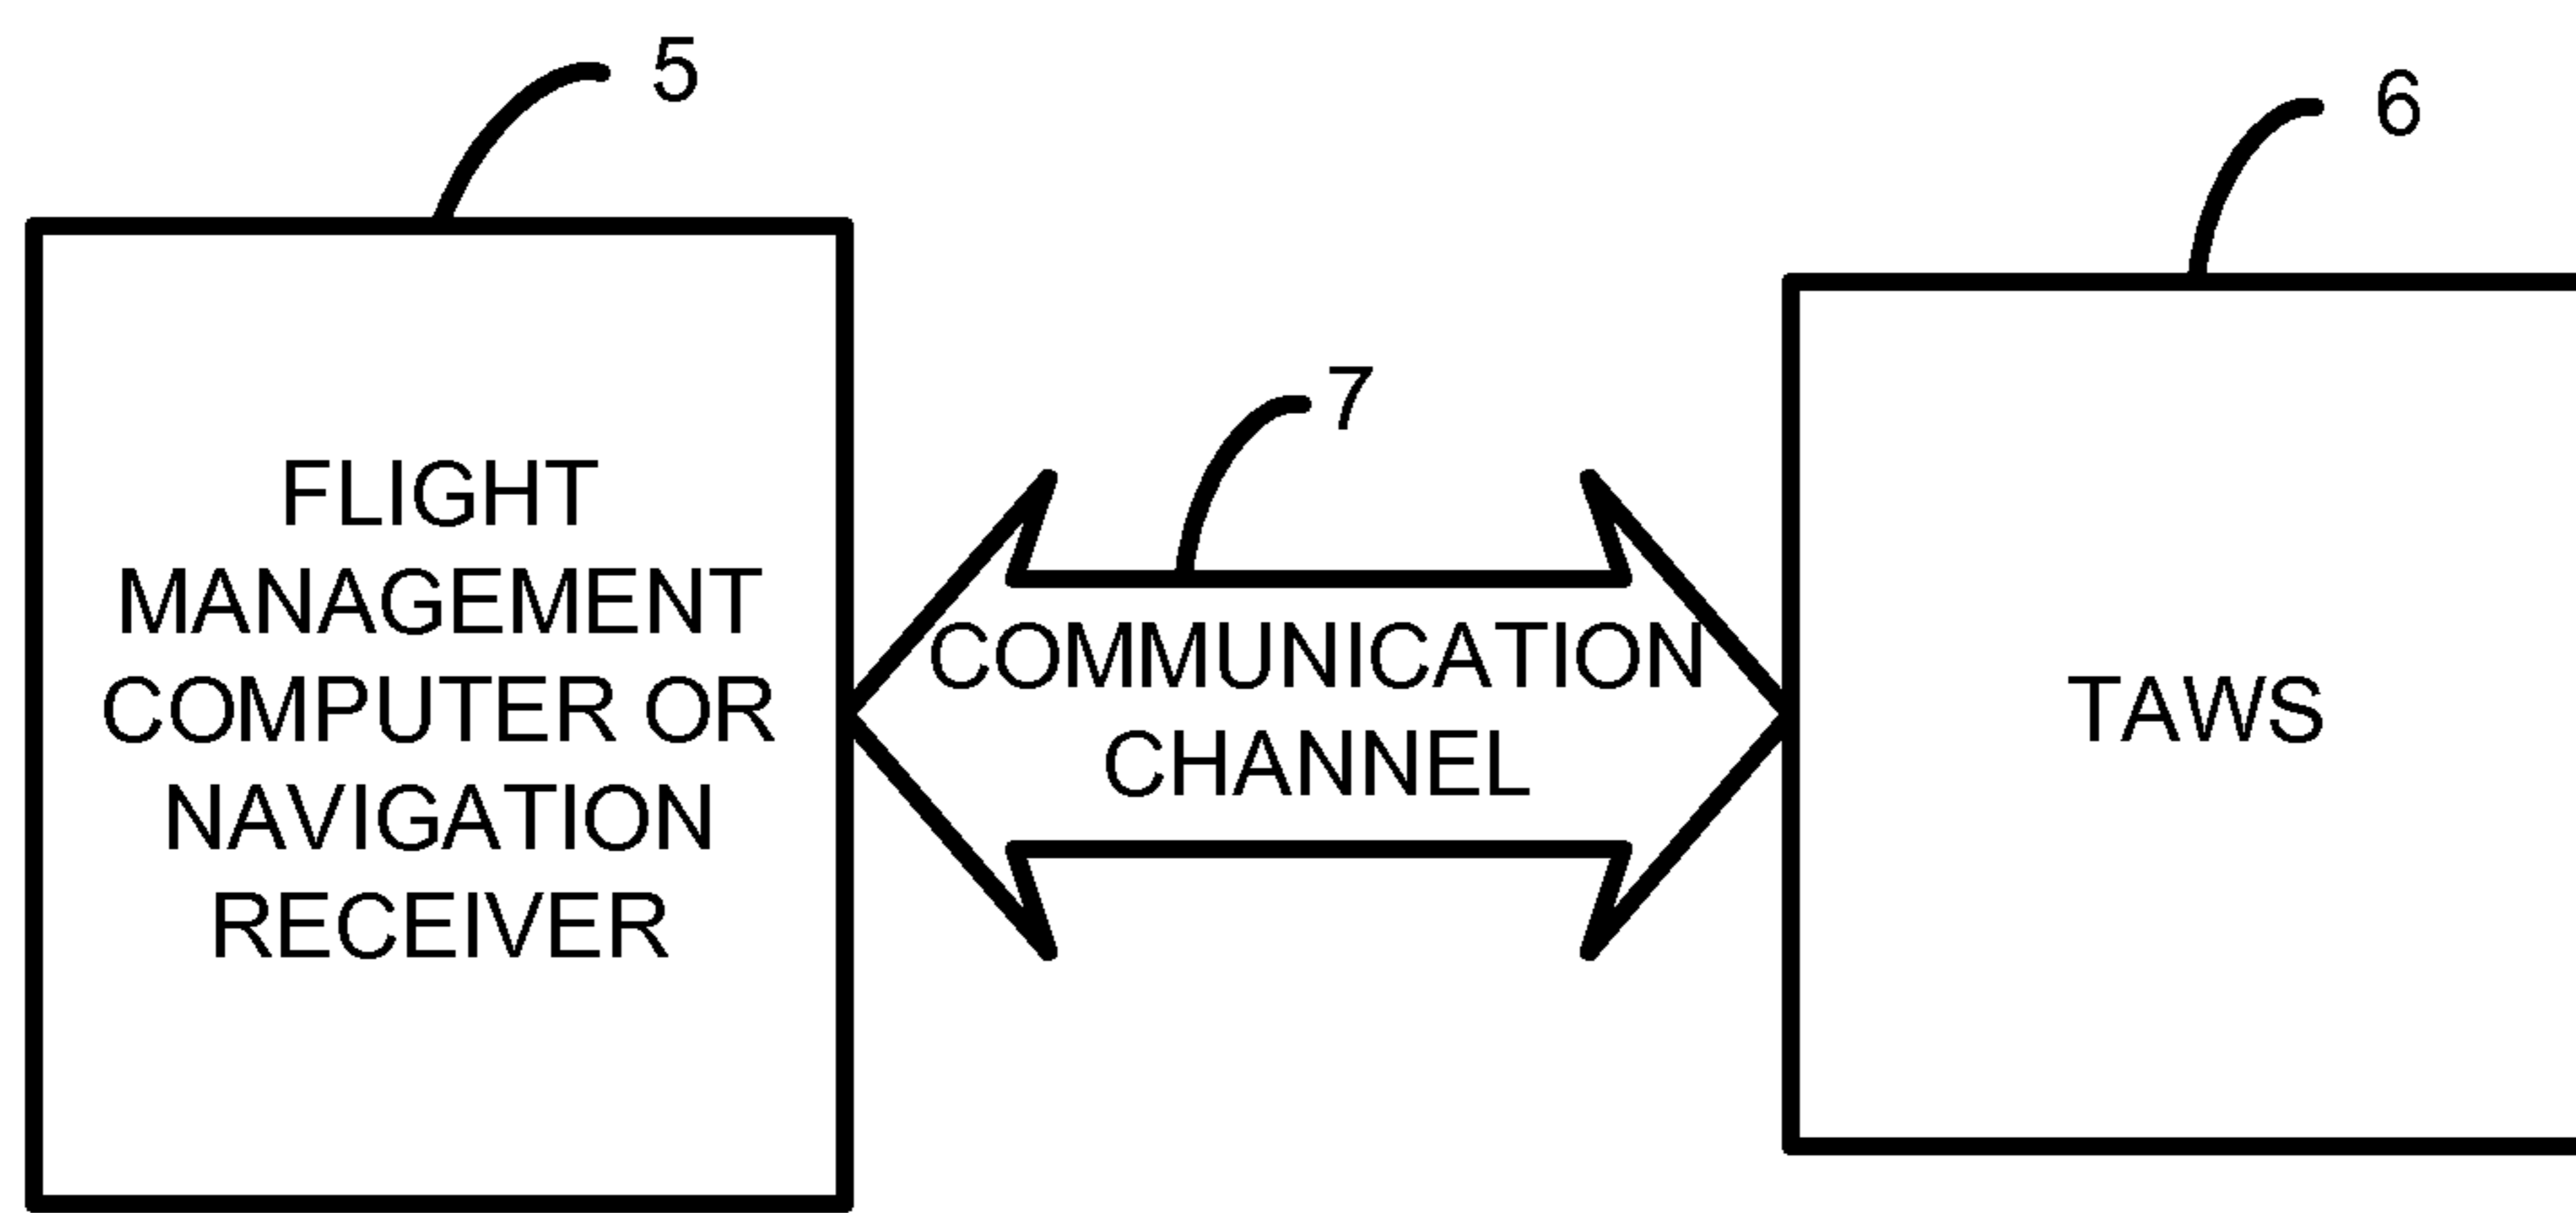 5
6
7
FLIGHT
MANAGEMENT
COMPUTER OR
NAVIGATION
RECEIVER
COMMUNICATION
CHANNEL
TAWS